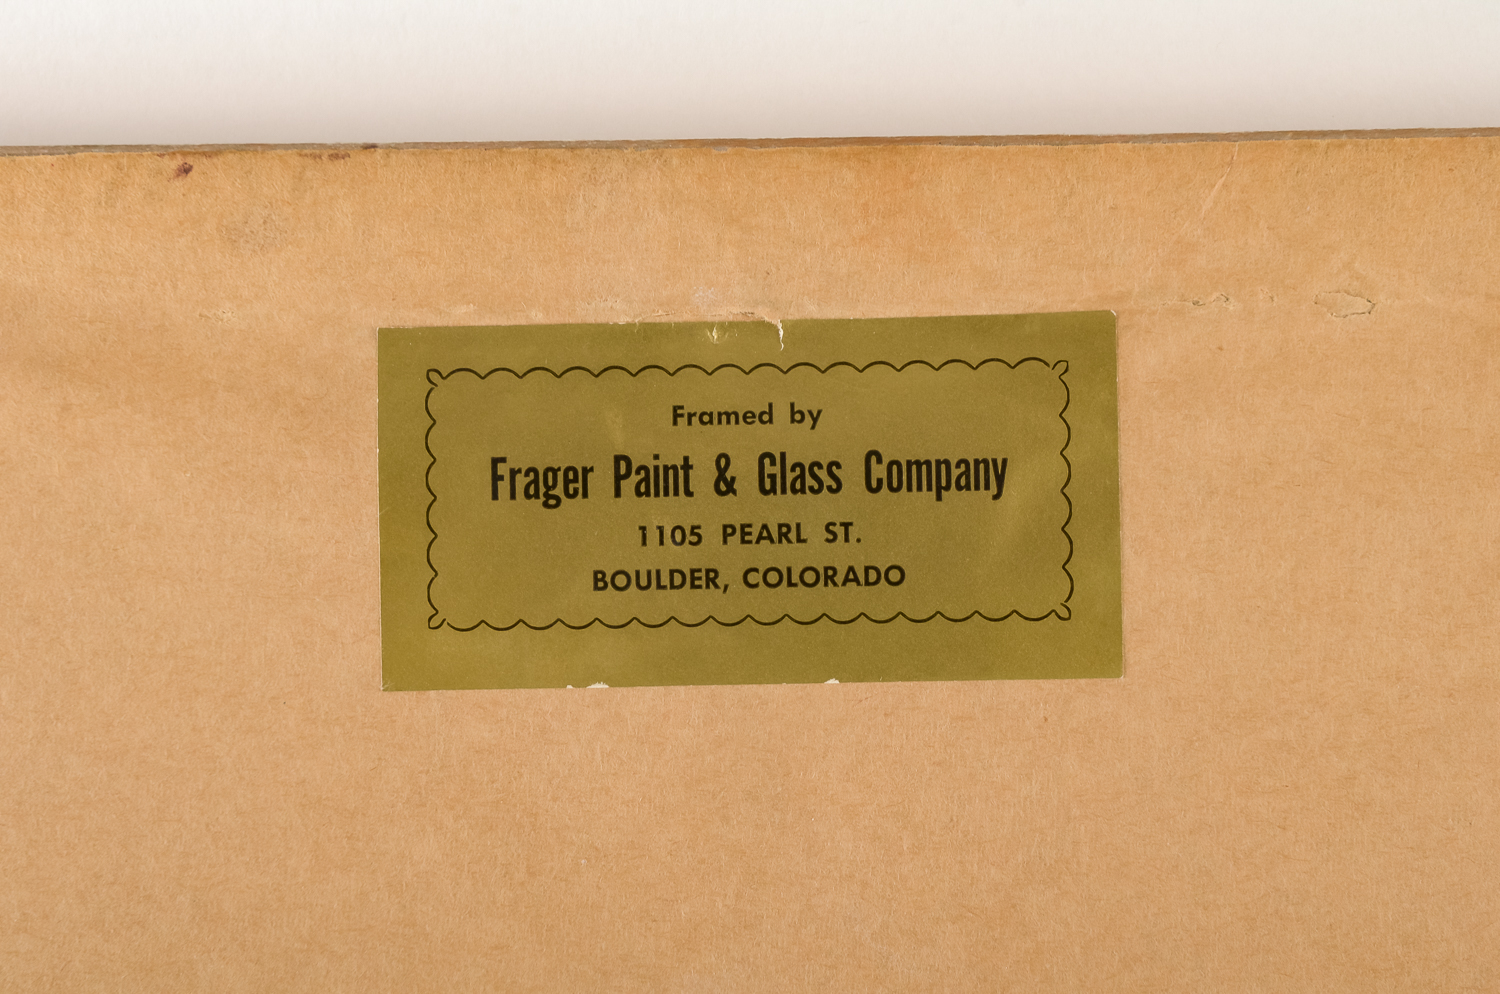 Framed by
Frager Paint & Glass Company
1105 PEARL ST.
BOULDER, COLORADO